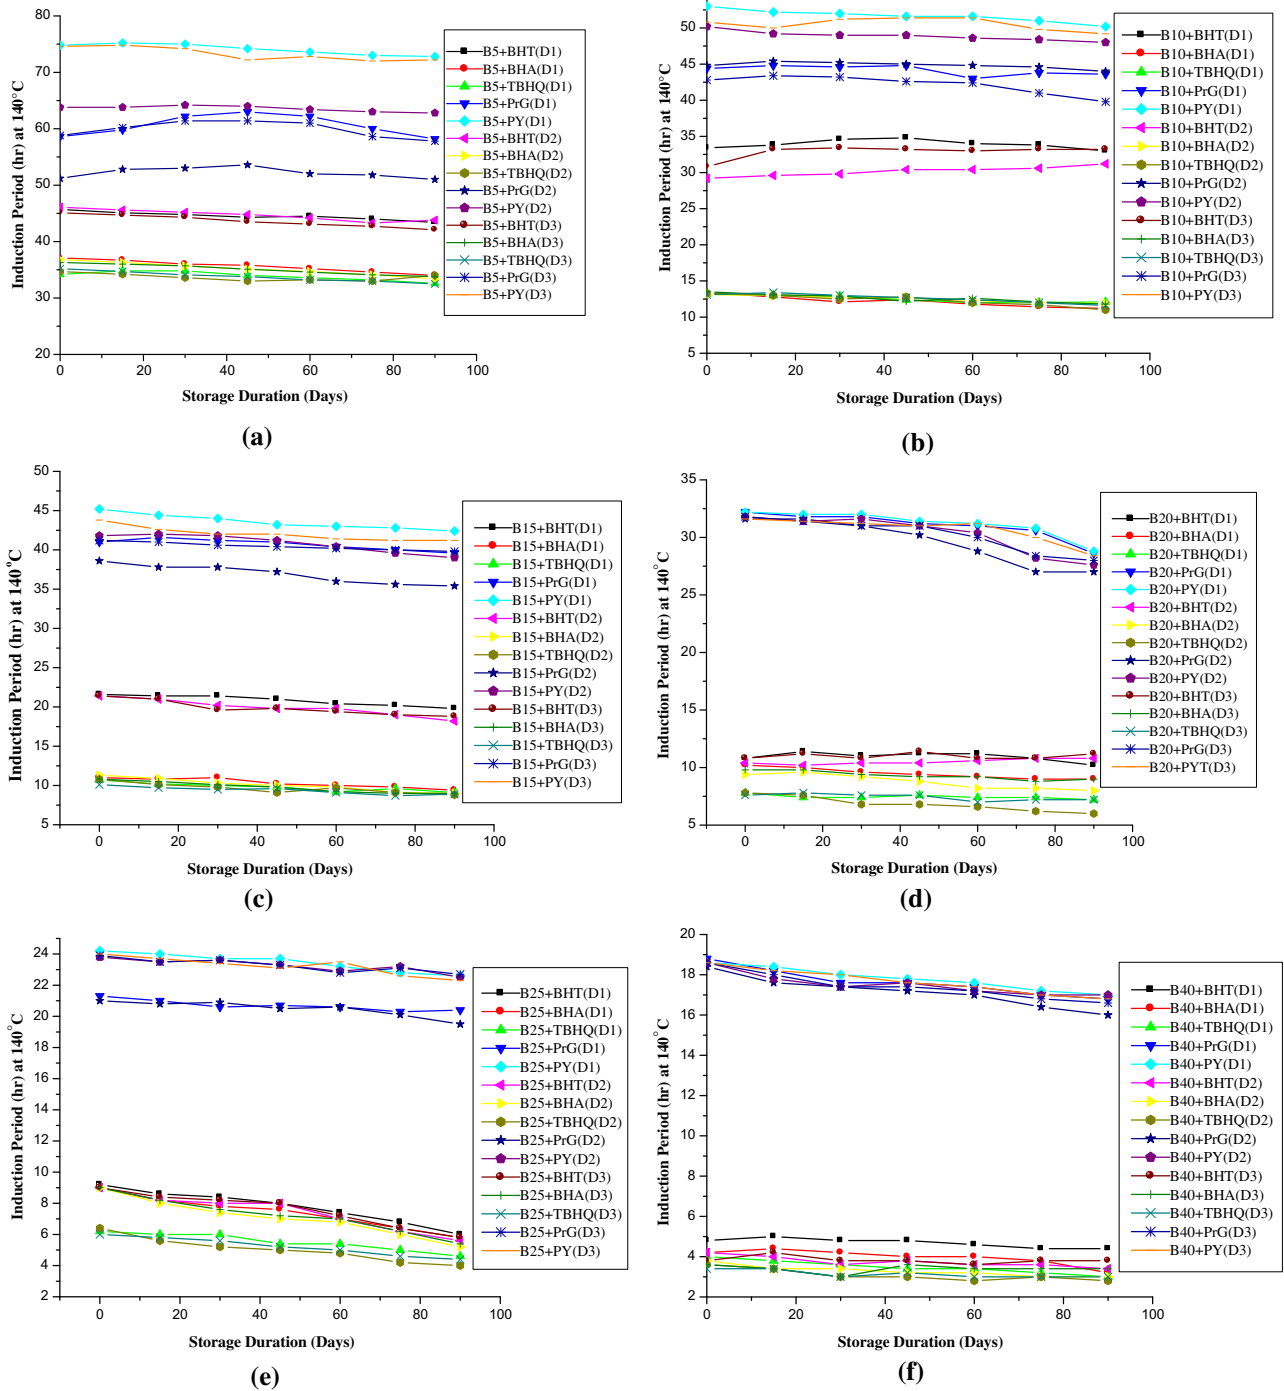 Induction Period (hr) at 140°C
80
70
60
50
40
30
20
0
20
40
60
80
100
Storage Duration (Days)
B5+BHT(D1)
B5+BHA(D1)
B5+TBHQ(D1)
B5+PrG(D1)
B5+PY(D1)
B5+BHT(D2)
B5+BHA(D2)
B5+TBHQ(D2)
B5+PrG(D2)
B5+PY(D2)
B5+BHT(D3)
B5+BHA(D3)
B5+TBHQ(D3)
B5+PrG(D3)
B5+PY(D3)
(a)
Induction Period (hr) at 140°C
50
45
40
35
30
25
20
15
10
5
0
20
40
60
80
100
Storage Duration (Days)
B10+BHT(D1)
B10+BHA(D1)
B10+TBHQ(D1)
B10+PrG(D1)
B10+PY(D1)
B10+BHT(D2)
B10+BHA(D2)
B10+TBHQ(D2)
B10+PrG(D2)
B10+PY(D2)
B10+BHT(D3)
B10+BHA(D3)
B10+TBHQ(D3)
B10+PrG(D3)
B10+PY(D3)
(b)
Induction Period (hr) at 140°C
50
45
40
35
30
25
20
15
10
5
0
20
40
60
80
100
Storage Duration (Days)
B15+BHT(D1)
B15+BHA(D1)
B15+TBHQ(D1)
B15+PrG(D1)
B15+PY(D1)
B15+BHT(D2)
B15+BHA(D2)
B15+TBHQ(D2)
B15+PrG(D2)
B15+PY(D2)
B15+BHT(D3)
B15+BHA(D3)
B15+TBHQ(D3)
B15+PrG(D3)
B15+PY(D3)
(c)
Induction Period (hr) at 140°C
35
30
25
20
15
10
5
0
20
40
60
80
100
Storage Duration (Days)
B20+BHT(D1)
B20+BHA(D1)
B20+TBHQ(D1)
B20+PrG(D1)
B20+PY(D1)
B20+BHT(D2)
B20+BHA(D2)
B20+TBHQ(D2)
B20+PrG(D2)
B20+PY(D2)
B20+BHT(D3)
B20+BHA(D3)
B20+TBHQ(D3)
B20+PrG(D3)
B20+PYT(D3)
(d)
Induction Period (hr) at 140°C
24
22
20
18
16
14
12
10
8
6
4
2
0
20
40
60
80
100
Storage Duration (Days)
B25+BHT(D1)
B25+BHA(D1)
B25+TBHQ(D1)
B25+PrG(D1)
B25+PY(D1)
B25+BHT(D2)
B25+BHA(D2)
B25+TBHQ(D2)
B25+PrG(D2)
B25+PY(D2)
B25+BHT(D3)
B25+BHA(D3)
B25+TBHQ(D3)
B25+PrG(D3)
B25+PY(D3)
(e)
Induction Period (hr) at 140°C
20
18
16
14
12
10
8
6
4
2
0
20
40
60
80
100
Storage Duration (Days)
B40+BHT(D1)
B40+BHA(D1)
B40+TBHQ(D1)
B40+PrG(D1)
B40+PY(D1)
B40+BHT(D2)
B40+BHA(D2)
B40+TBHQ(D2)
B40+PrG(D2)
B40+PY(D2)
B40+BHT(D3)
B40+BHA(D3)
B40+TBHQ(D3)
B40+PrG(D3)
B40+PY(D3)
(f)